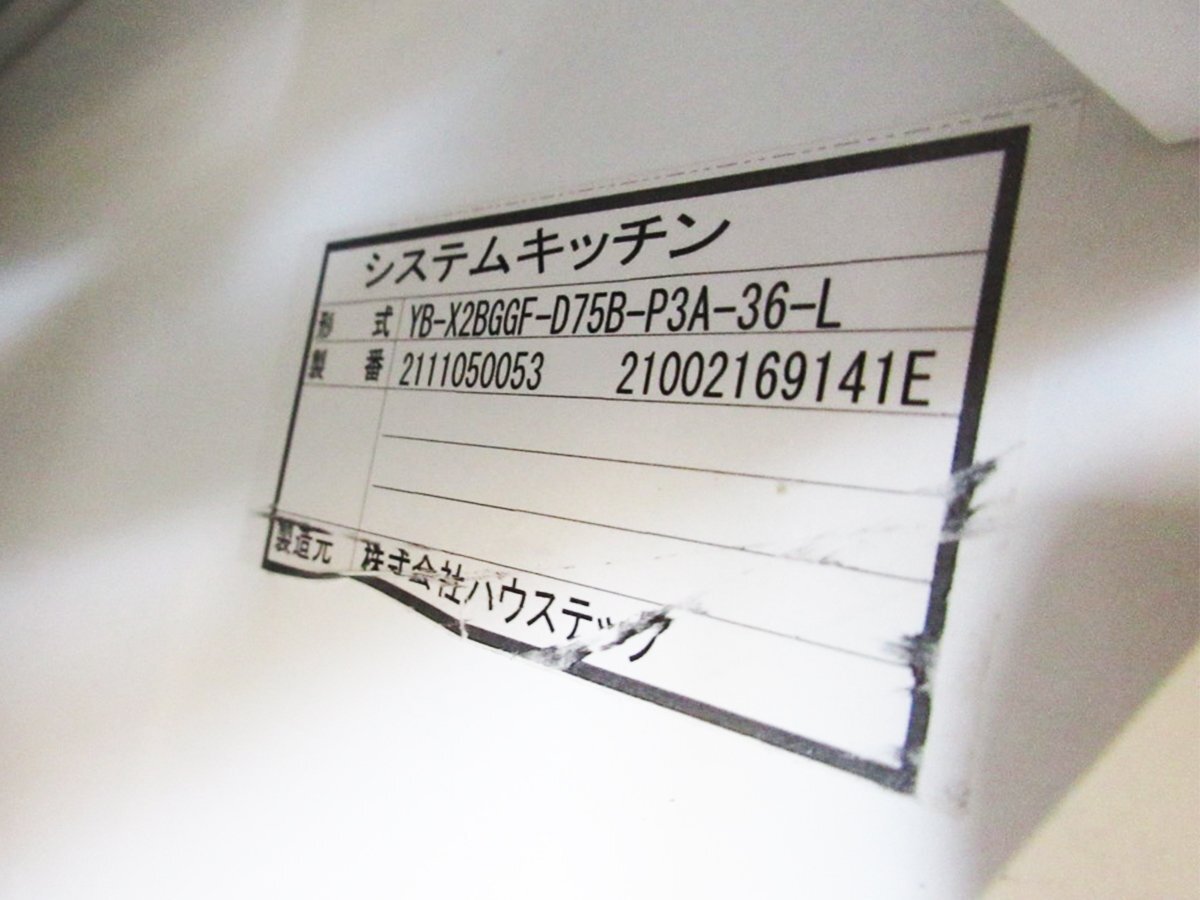 システムキッチン
形 式 YB-X2BGGF-D75B-P3A-36-L
製 番 2111050053 21002169141E
製造元 株式会社ハウステック